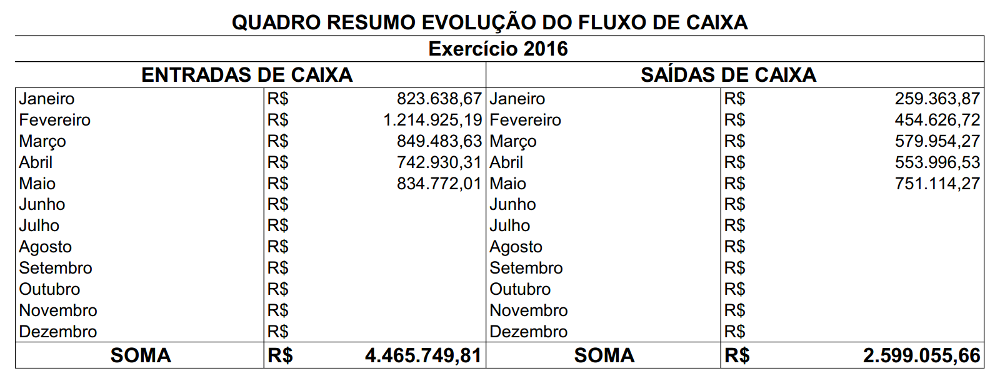 QUADRO RESUMO EVOLUÇÃO DO FLUXO DE CAIXA
Exercício 2016
ENTRADAS DE CAIXA SAÍDAS DE CAIXA
Janeiro R$ 823.638,67 Janeiro R$ 259.363,87
Fevereiro R$ 1.214.925,19 Fevereiro R$ 454.626,72
Março R$ 849.483,63 Março R$ 579.954,27
Abril R$ 742.930,31 Abril R$ 553.996,53
Maio R$ 834.772,01 Maio R$ 751.114,27
Junho R$ Junho R$
Julho R$ Julho R$
Agosto R$ Agosto R$
Setembro R$ Setembro R$
Outubro R$ Outubro R$
Novembro R$ Novembro R$
Dezembro R$ Dezembro R$
SOMA R$ 4.465.749,81 SOMA R$ 2.599.055,66